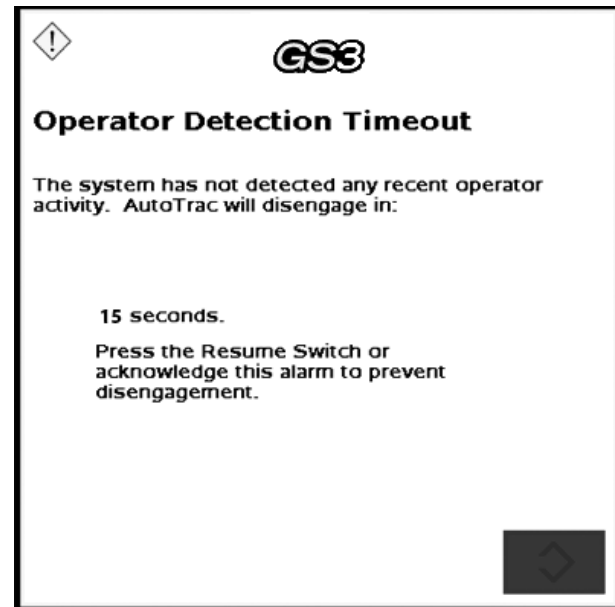 !
GS3
Operator Detection Timeout
The system has not detected any recent operator
activity.  AutoTrac will disengage in:
15 seconds.
Press the Resume Switch or
acknowledge this alarm to prevent
disengagement.